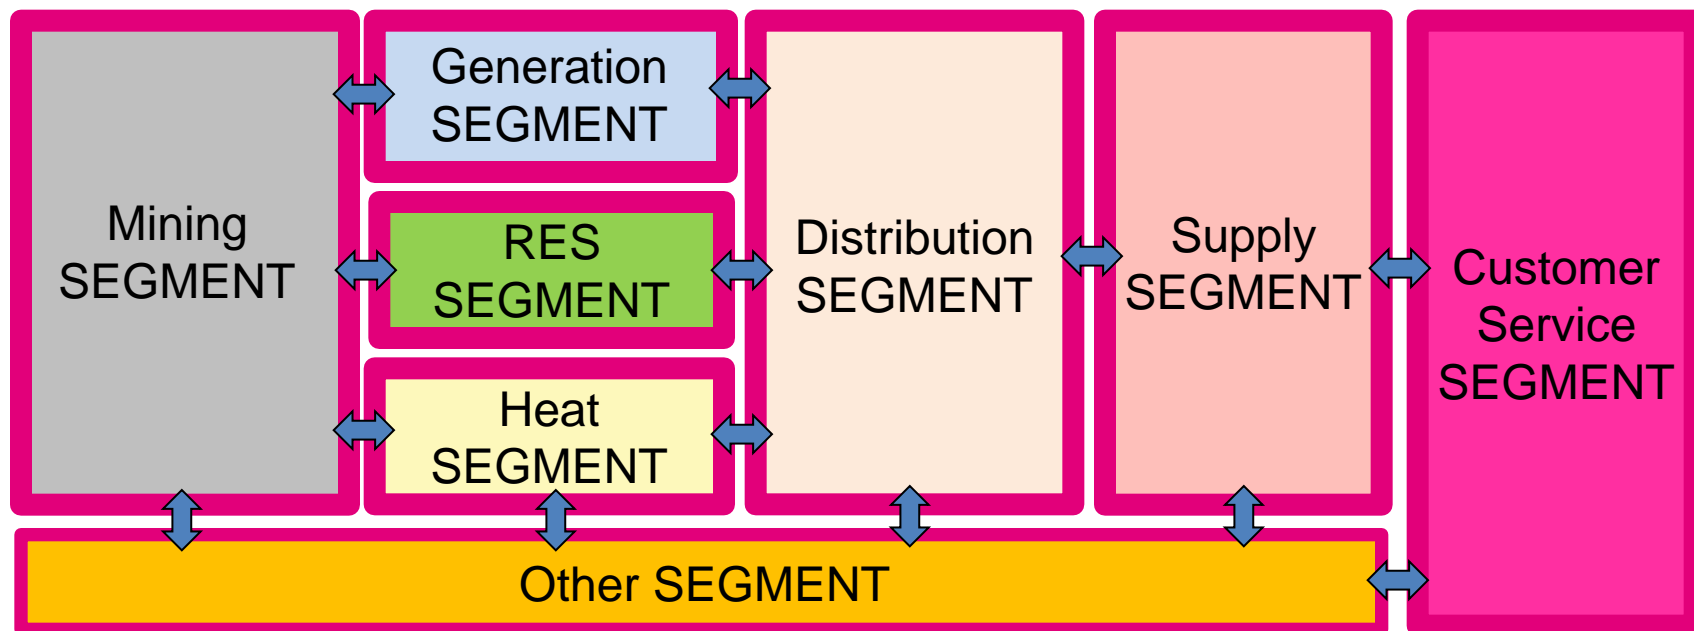 Mining
SEGMENT
Generation
SEGMENT
RES
SEGMENT
Heat
SEGMENT
Distribution
SEGMENT
Supply
SEGMENT
Customer
Service
SEGMENT
Other SEGMENT